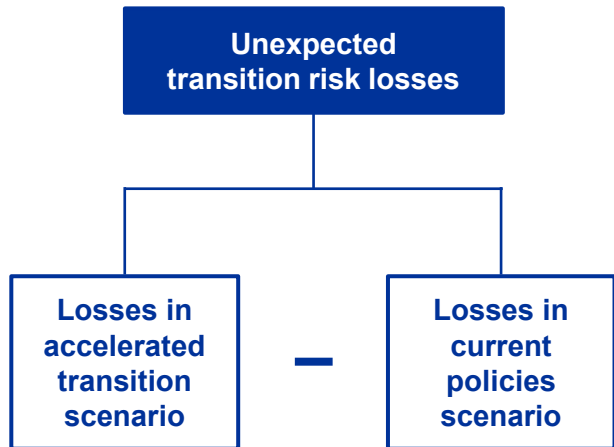 Unexpected
transition risk losses
Losses in
accelerated
transition
scenario
–
Losses in
current
policies
scenario